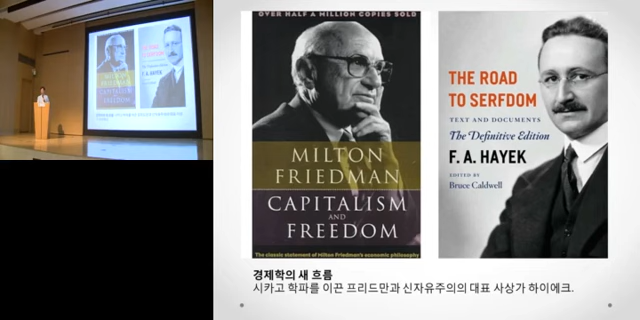 OVER HALF A MILLION COPIES SOLD
MILTON
FRIEDMAN
CAPITALISM
AND
FREEDOM
The classic statement of Milton Friedman's economic philosophy
THE ROAD
TO SERFDOM
TEXT AND DOCUMENTS
The Definitive Edition
F. A. HAYEK
EDITED BY
Bruce Caldwell
경제학의 새 흐름
시카고 학파를 이끈 프리드만과 신자유주의의 대표 사상가 하이에크.